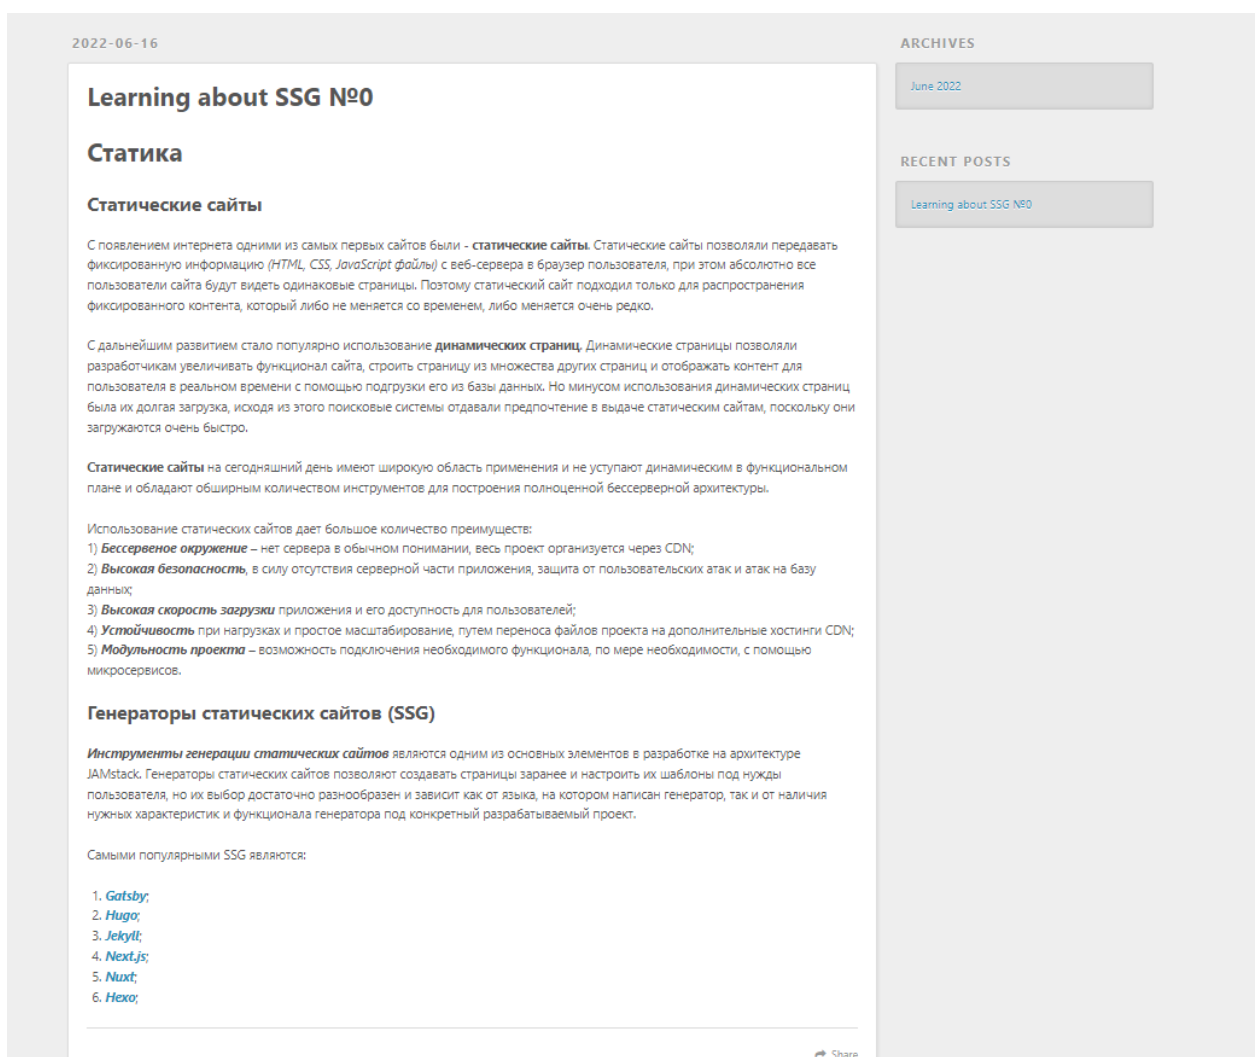 2022-06-16
Learning about SSG №0
Статика
Статические сайты
С появлением интернета одними из самых первых сайтов были - статические сайты. Статические сайты позволяли передавать
фиксированную информацию (HTML, CSS, JavaScript файлы) с веб-сервера в браузер пользователя, при этом абсолютно все
пользователи сайта будут видеть одинаковые страницы. Поэтому статический сайт подходил только для распространения
фиксированного контента, который либо не меняется со временем, либо меняется очень редко.
С дальнейшим развитием стало популярно использование динамических страниц. Динамические страницы позволяли
разработчикам увеличивать функционал сайта, строить страницу из множества других страниц и отображать контент для
пользователя в реальном времени с помощью подгрузки его из базы данных. Но минусом использования динамических страниц
была их долгая загрузка, исходя из этого поисковые системы отдавали предпочтение в выдаче статическим сайтам, поскольку они
загружаются очень быстро.
Статические сайты на сегодняшний день имеют широкую область применения и не уступают динамическим в функциональном
плане и обладают обширным количеством инструментов для построения полноценной бессерверной архитектуры.
Использование статических сайтов дает большое количество преимуществ:
1) Бессервеное окружение – нет сервера в обычном понимании, весь проект организуется через CDN;
2) Высокая безопасность, в силу отсутствия серверной части приложения, защита от пользовательских атак и атак на базу
данных;
3) Высокая скорость загрузки приложения и его доступность для пользователей;
4) Устойчивость при нагрузках и простое масштабирование, путем переноса файлов проекта на дополнительные хостинги CDN;
5) Модульность проекта – возможность подключения необходимого функционала, по мере необходимости, с помощью
микросервисов.
Генераторы статических сайтов (SSG)
Инструменты генерации статических сайтов являются одним из основных элементов в разработке на архитектуре
JAMstack. Генераторы статических сайтов позволяют создавать страницы заранее и настроить их шаблоны под нужды
пользователя, но их выбор достаточно разнообразен и зависит как от языка, на котором написан генератор, так и от наличия
нужных характеристик и функционала генератора под конкретный разрабатываемый проект.
Самыми популярными SSG являются:
1. Gatsby;
2. Hugo;
3. Jekyll;
4. Next.js;
5. Nuxt;
6. Hexo;
Share
ARCHIVES
June 2022
RECENT POSTS
Learning about SSG №0